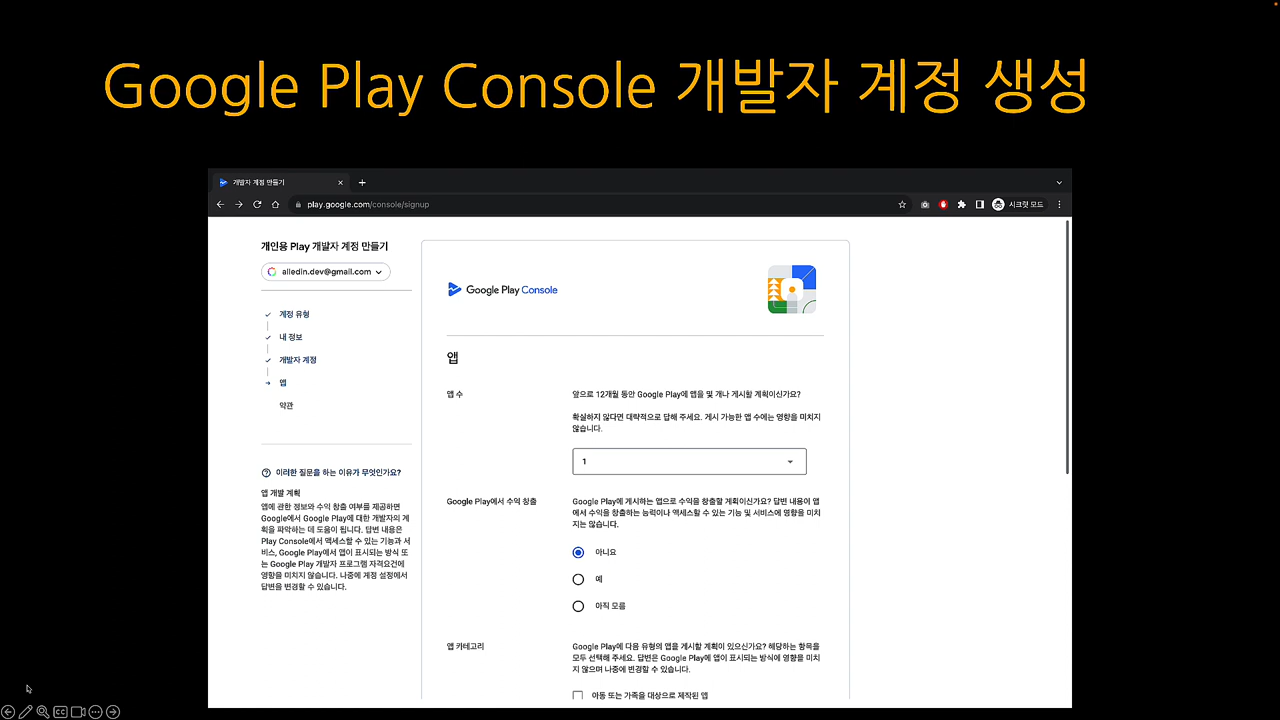 Google Play Console 개발자 계정 생성
개발자 계정 만들기
play.google.com/console/signup
시크릿 모드
개인용 Play 개발자 계정 만들기
alledin.dev@gmail.com
계정 유형
내 정보
개발자 계정
앱
약관
이러한 질문을 하는 이유가 무엇인가요?
앱 개발 계획
앱에 관한 정보와 수익 창출 여부를 제공하면
Google에서 Google Play에 대한 개발자의 계
획을 파악하는 데 도움이 됩니다. 답변 내용은
Play Console에서 액세스할 수 있는 기능과 서
비스, Google Play에서 앱이 표시되는 방식 또
는 Google Play 개발자 프로그램 자격요건에
영향을 미치지 않습니다. 나중에 계정 설정에서
답변을 변경할 수 있습니다.
Google Play Console
앱
앱 수
앞으로 12개월 동안 Google Play에 앱을 몇 개나 게시할 계획이신가요?
확실하지 않다면 대략적으로 답해 주세요. 게시 가능한 앱 수에는 영향을 미치지
않습니다.
1
Google Play에서 수익 창출
Google Play에 게시하는 앱으로 수익을 창출할 계획이신가요? 답변 내용이 앱
에서 수익을 창출하는 능력이나 액세스할 수 있는 기능 및 서비스에 영향을 미치
지는 않습니다.
아니요
예
아직 모름
앱 카테고리
Google Play에 다음 유형의 앱을 게시할 계획이 있으신가요? 해당하는 항목을
모두 선택해 주세요. 답변은 Google Play에 앱이 표시되는 방식에 영향을 미치
지 않으며 나중에 변경할 수 있습니다.
아동 또는 가족을 대상으로 제작된 앱
CC